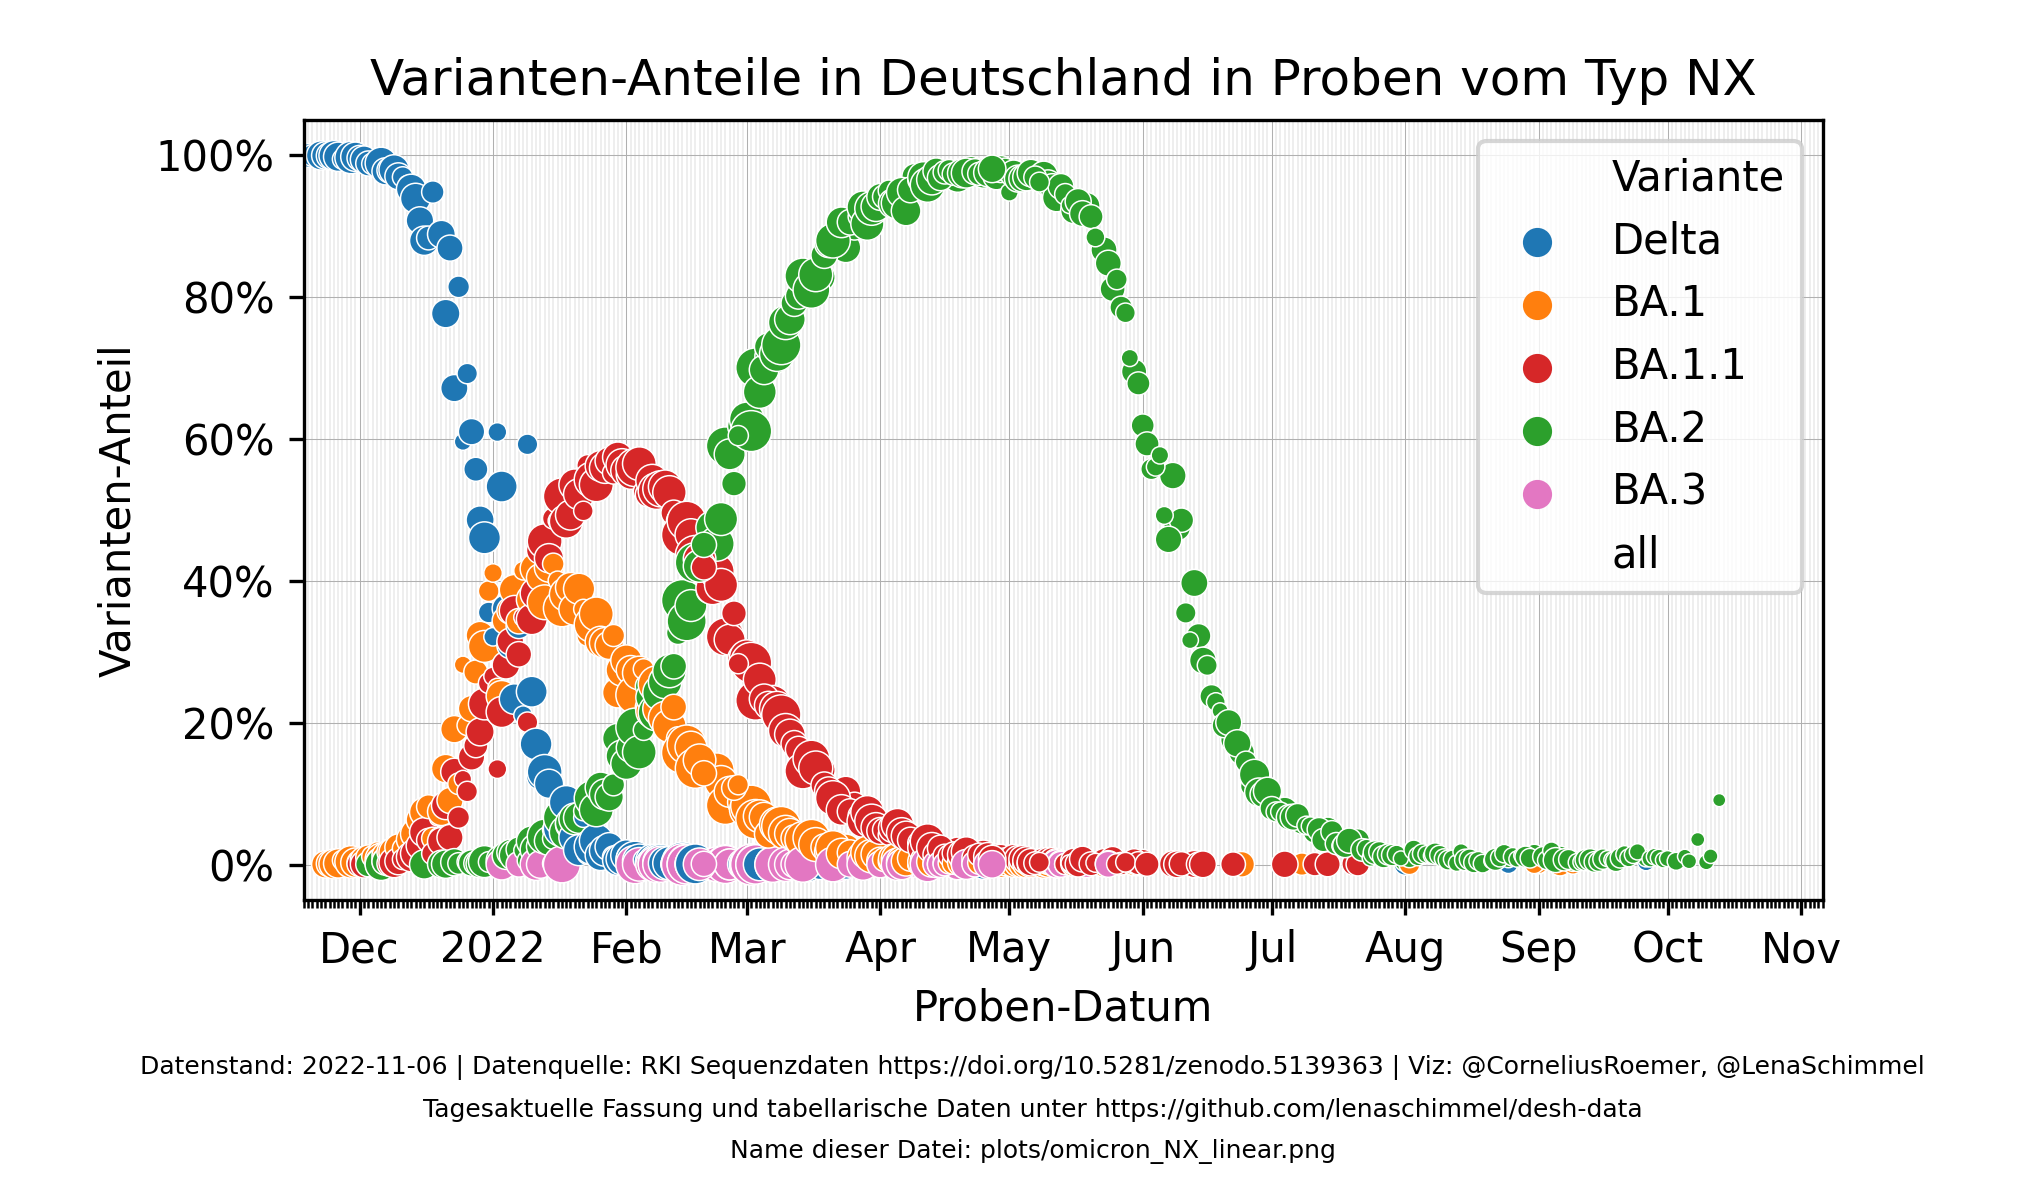 Varianten-Anteile in Deutschland in Proben vom Typ NX
100%
80%
60%
40%
20%
0%
Varianten-Anteil
Variante
Delta
BA.1
BA.1.1
BA.2
BA.3
all
Dec 2022 Feb Mar Apr May Jun Jul Aug Sep Oct Nov
Proben-Datum
Datenstand: 2022-11-06 | Datenquelle: RKI Sequenzdaten https://doi.org/10.5281/zenodo.5139363 | Viz: @CorneliusRoemer, @LenaSchimmel
Tagesaktuelle Fassung und tabellarische Daten unter https://github.com/lenaschimmel/desh-data
Name dieser Datei: plots/omicron_NX_linear.png